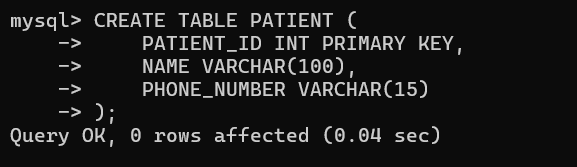 mysql> CREATE TABLE PATIENT (
    ->     PATIENT_ID INT PRIMARY KEY,
    ->     NAME VARCHAR(100),
    ->     PHONE_NUMBER VARCHAR(15)
    -> );
Query OK, 0 rows affected (0.04 sec)